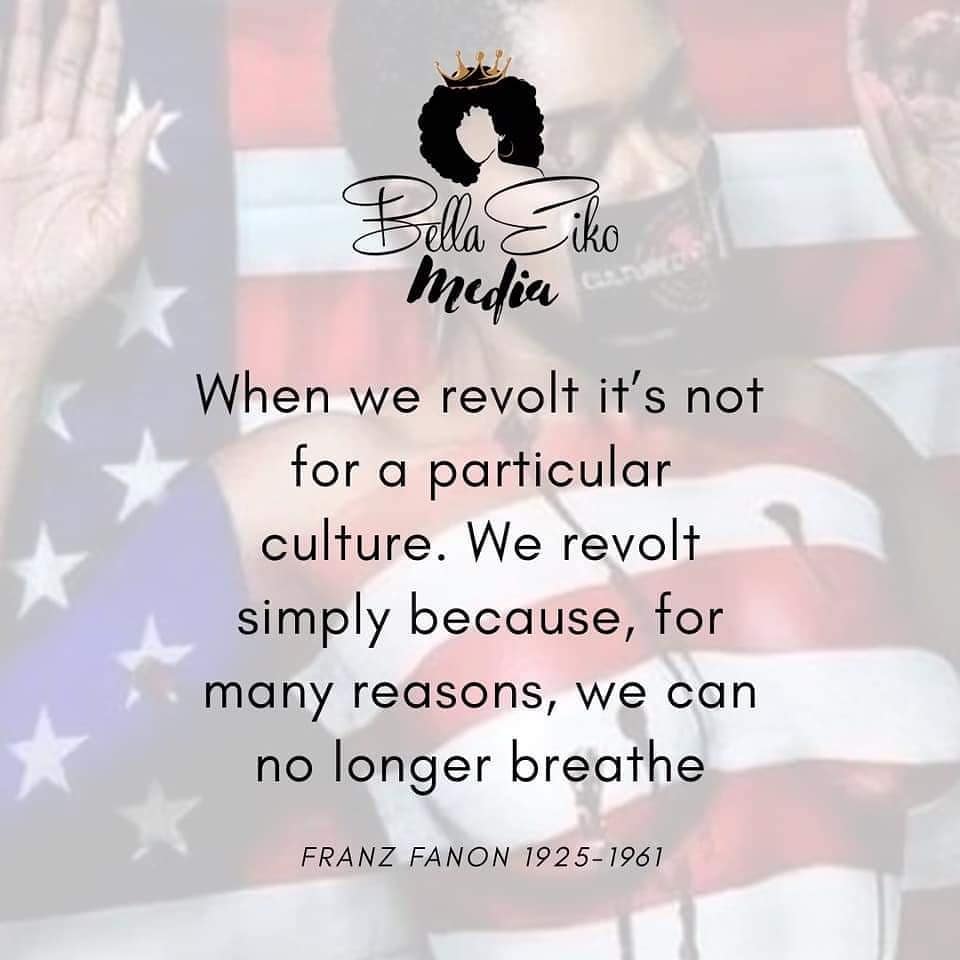 Bella Eiko
Media
CULTURED
When we revolt it’s not
for a particular
culture. We revolt
simply because, for
many reasons, we can
no longer breathe
FRANZ FANON 1925-1961